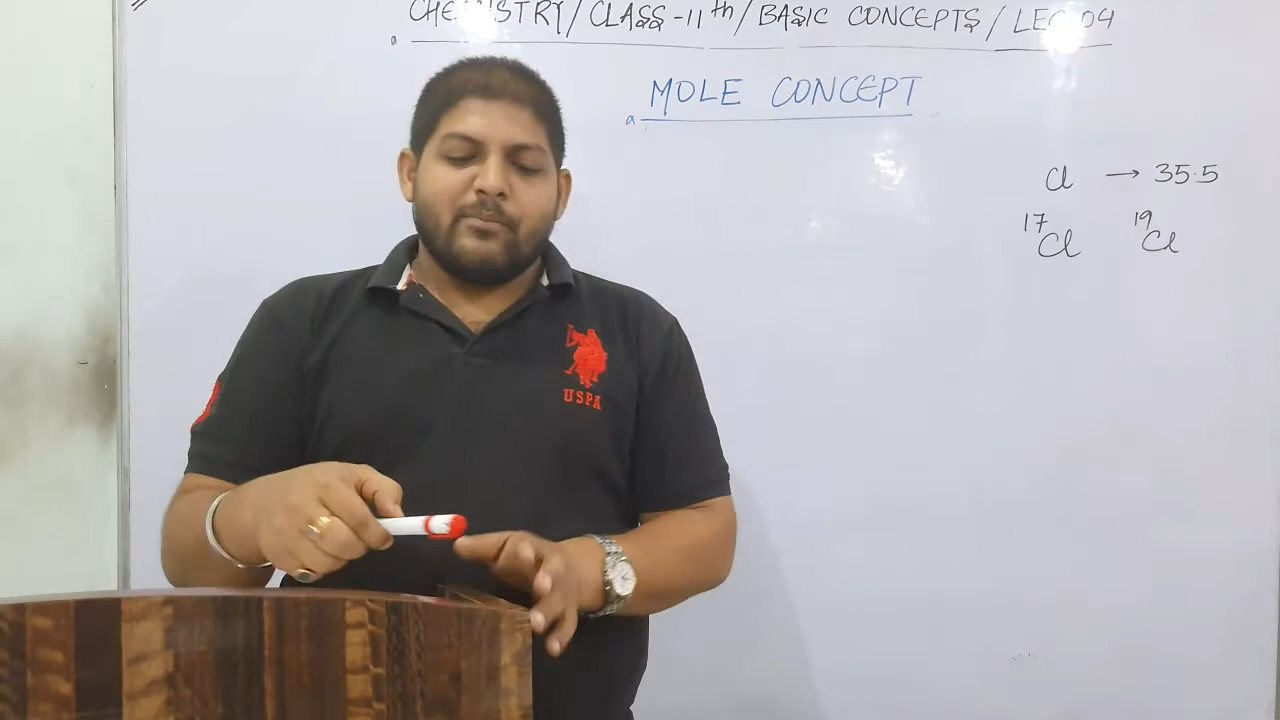 CHEMISTRY/CLASS-11th/BASIC CONCEPTS/LEC 04
MOLE CONCEPT
Cl → 35.5
17Cl 19Cl
USPA